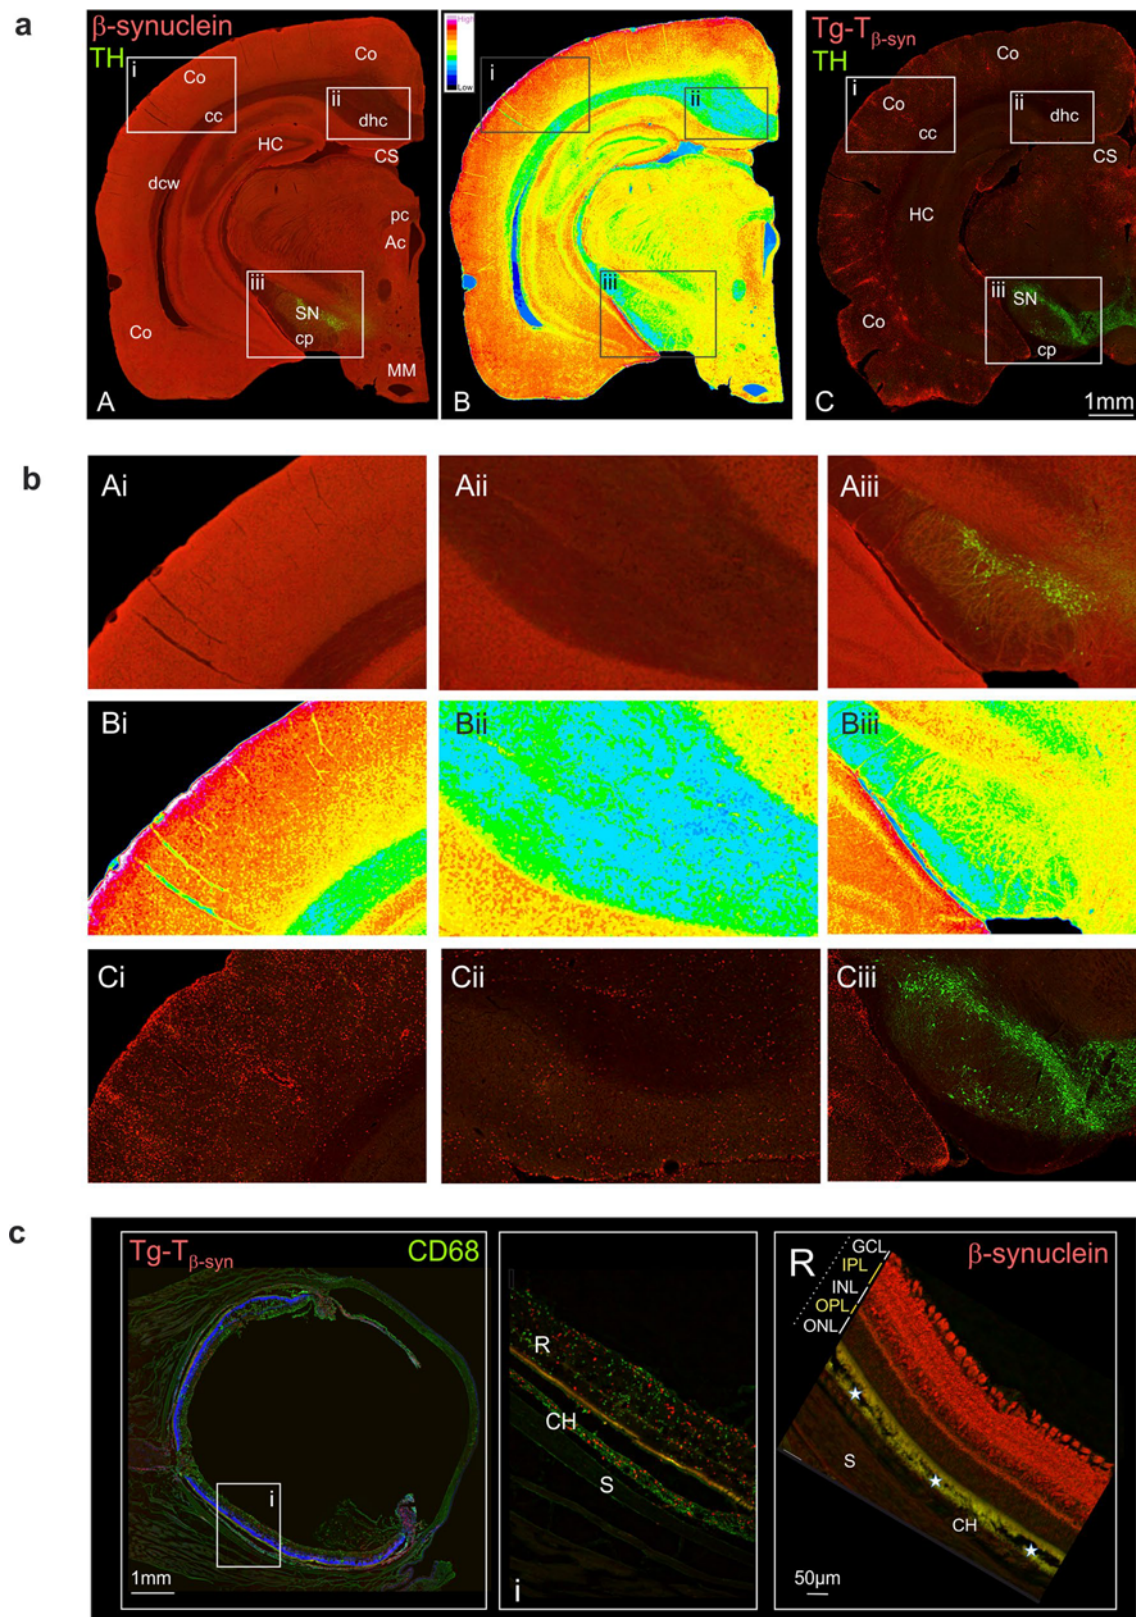 a
β-synuclein
TH
i
Co
Co
cc
ii
dhc
HC
CS
dcw
pc
Ac
iii
SN
cp
Co
MM
A
High
Low
i
ii
iii
B
Tg-Tβ-syn
TH
i
Co
Co
cc
ii
dhc
CS
HC
iii
SN
Co
cp
C
1mm
b
Ai
Aii
Aiii
Bi
Bii
Biii
Ci
Cii
Ciii
c
Tg-Tβ-syn
CD68
i
1mm
R
CH
S
i
R
GCL
IPL
INL
OPL
ONL
β-synuclein
S
CH
50µm